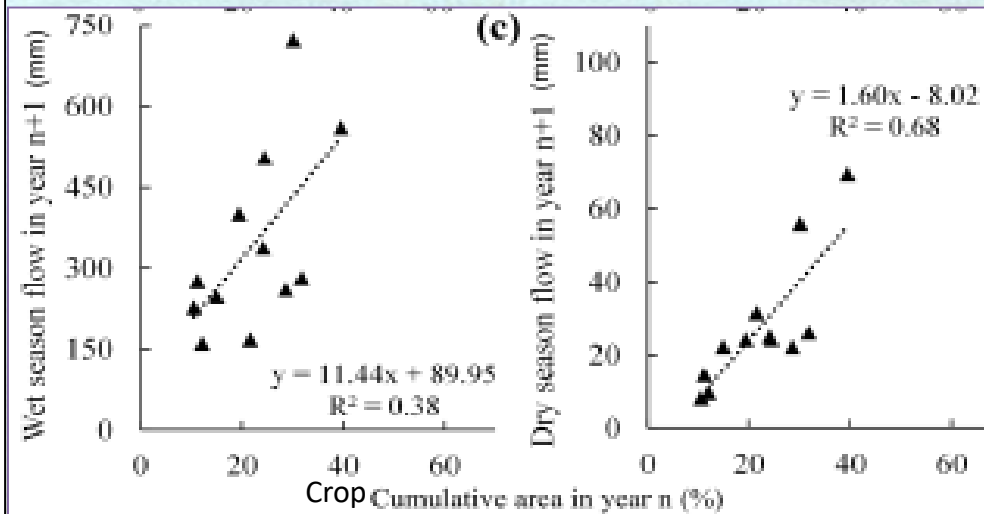 (c)
Wet season flow in year n+1 (mm)
750
600
450
300
150
0
0
20
40
60
y = 11.44x + 89.95
R² = 0.38
Dry season flow in year n+1 (mm)
100
80
60
40
20
0
0
20
40
60
y = 1.60x - 8.02
R² = 0.68
Crop Cumulative area in year n (%)